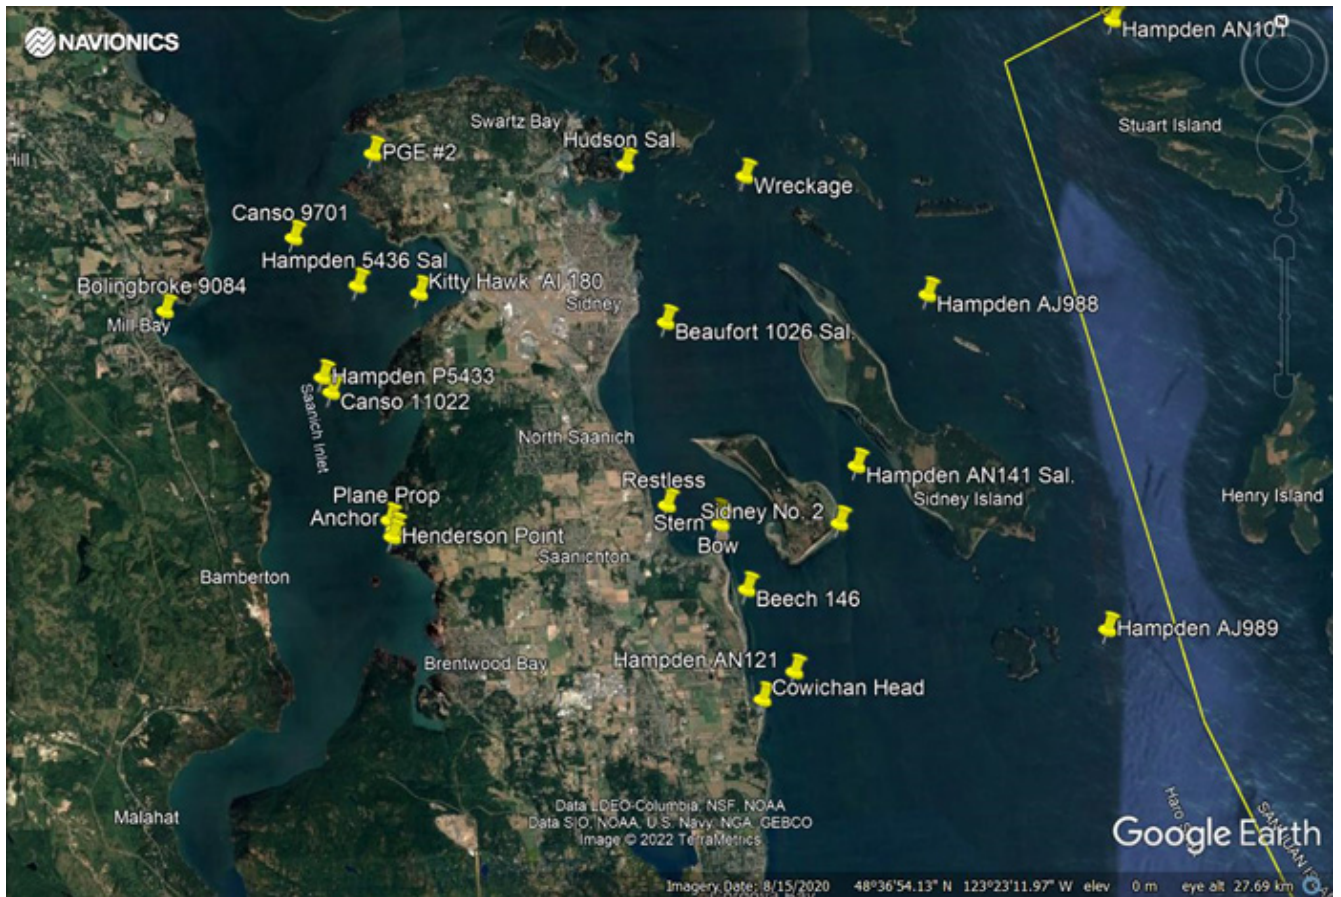 NAVIONICS
Hampden AN101
N
Swartz Bay
Stuart Island
Hudson Sal.
PGE #2
Hill
Wreckage
Canso 9701
Hampden 5436 Sal
Kitty Hawk AI 180
Bolingbroke 9084
Sidney
Hampden AJ988
Mill Bay
Beaufort 1026 Sal.
Hampden P5433
Canso 11022
Saanich Inlet
North Saanich
Hampden AN141 Sal.
Restless
Sidney Island
Henry Island
Plane Prop
Sidney No. 2
Anchor
Stern
Henderson Point
Bow
Saanichton
Bamberton
Beech 146
Hampden AJ989
Brentwood Bay
Hampden AN121
Cowichan Head
Malahat
Data LDEO-Columbia, NSF, NOAA
Data SIO, NOAA, U.S. Navy, NGA, GEBCO
Image © 2022 TerraMetrics
Haro
SAN JUAN
Google Earth
Imagery Date: 8/15/2020 48°36'54.13" N 123°23'11.97" W elev 0 m eye alt 27.69 km